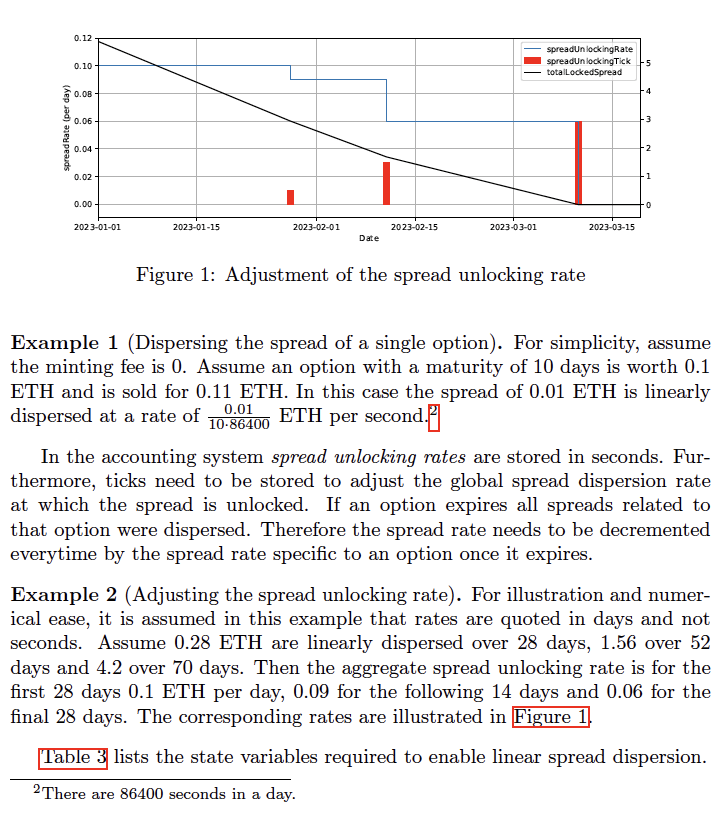 0.12
0.10
0.08
0.06
0.04
0.02
0.00
spreadRate (per day)
spreadUnlockingRate
spreadUnlockingTick
totalLockedSpread
5
4
3
2
1
0
2023-01-01
2023-01-15
2023-02-01
2023-02-15
2023-03-01
2023-03-15
Date
Figure 1: Adjustment of the spread unlocking rate
Example 1 (Dispersing the spread of a single option). For simplicity, assume
the minting fee is 0. Assume an option with a maturity of 10 days is worth 0.1
ETH and is sold for 0.11 ETH. In this case the spread of 0.01 ETH is linearly
dispersed at a rate of 0.01/10·86400 ETH per second.2
In the accounting system spread unlocking rates are stored in seconds. Fur-
thermore, ticks need to be stored to adjust the global spread dispersion rate
at which the spread is unlocked. If an option expires all spreads related to
that option were dispersed. Therefore the spread rate needs to be decremented
everytime by the spread rate specific to an option once it expires.
Example 2 (Adjusting the spread unlocking rate). For illustration and numer-
ical ease, it is assumed in this example that rates are quoted in days and not
seconds. Assume 0.28 ETH are linearly dispersed over 28 days, 1.56 over 52
days and 4.2 over 70 days. Then the aggregate spread unlocking rate is for the
first 28 days 0.1 ETH per day, 0.09 for the following 14 days and 0.06 for the
final 28 days. The corresponding rates are illustrated in Figure 1.
Table 3 lists the state variables required to enable linear spread dispersion.
2There are 86400 seconds in a day.